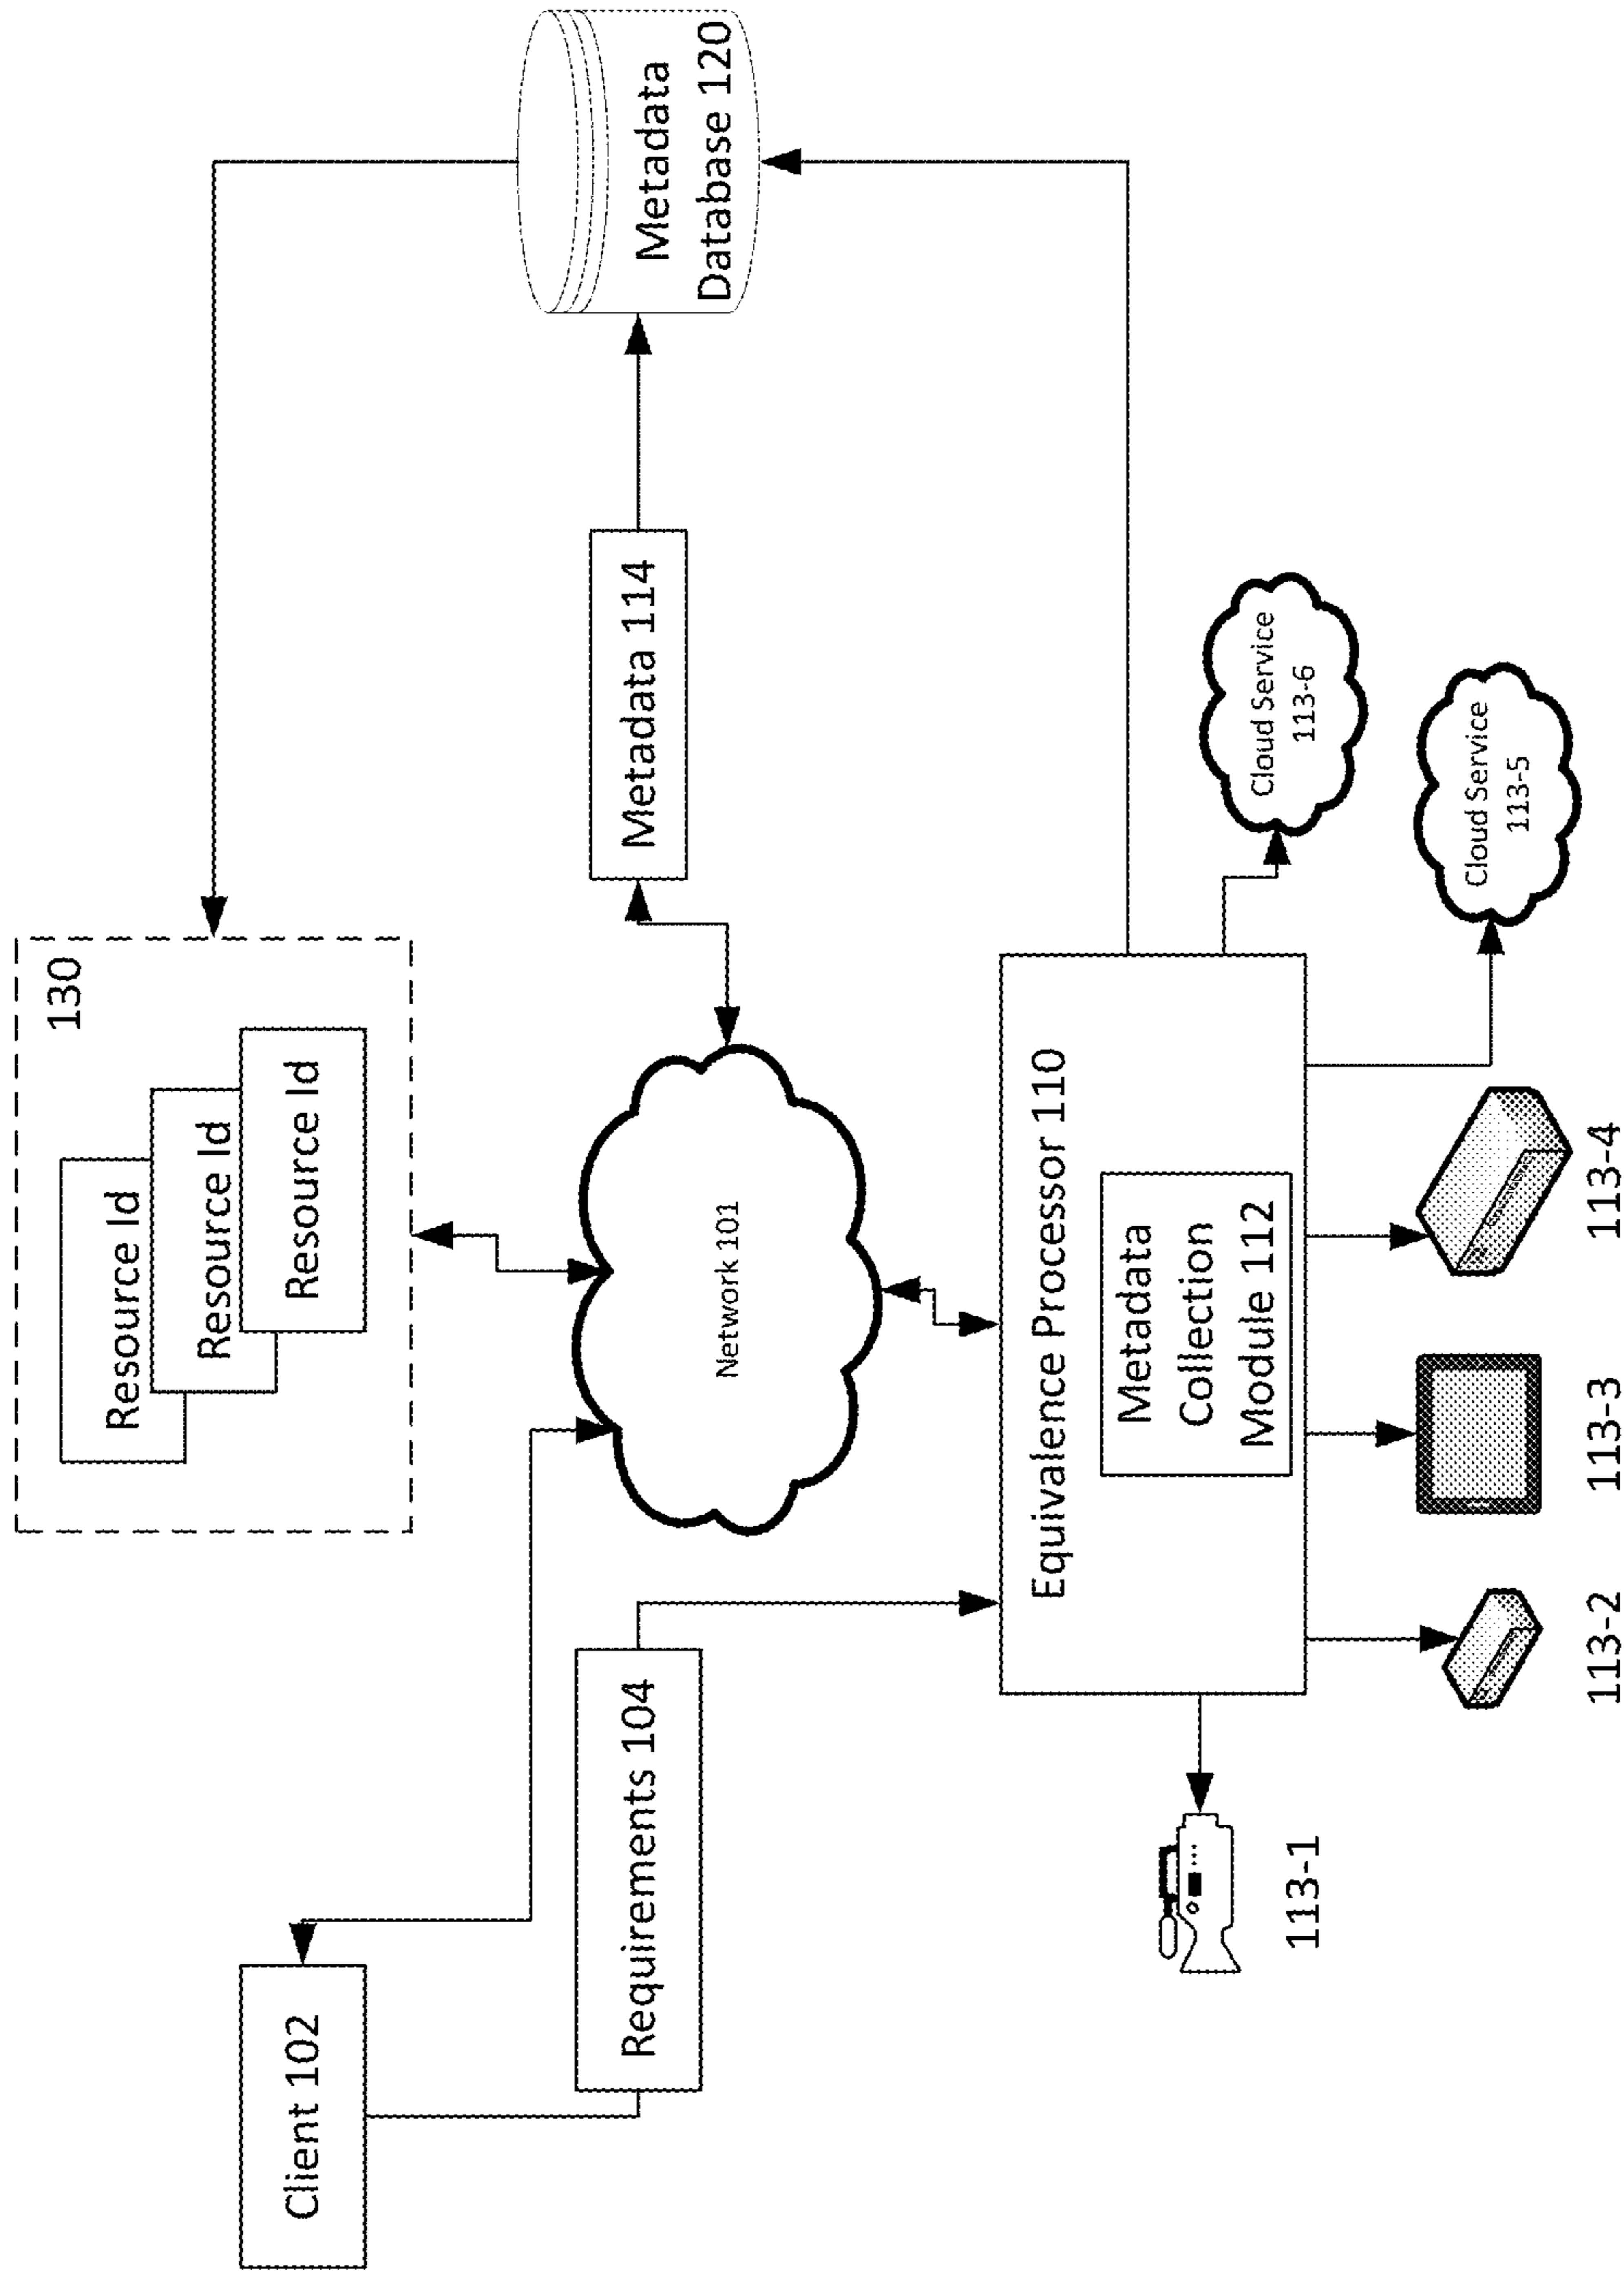 Client 102
Requirements 104
130
Resource Id
Resource Id
Resource Id
Network 101
Metadata 114
Metadata
Database 120
Equivalence Processor 110
Metadata
Collection
Module 112
113-1
113-2
113-3
113-4
Cloud Service
113-5
Cloud Service
113-6